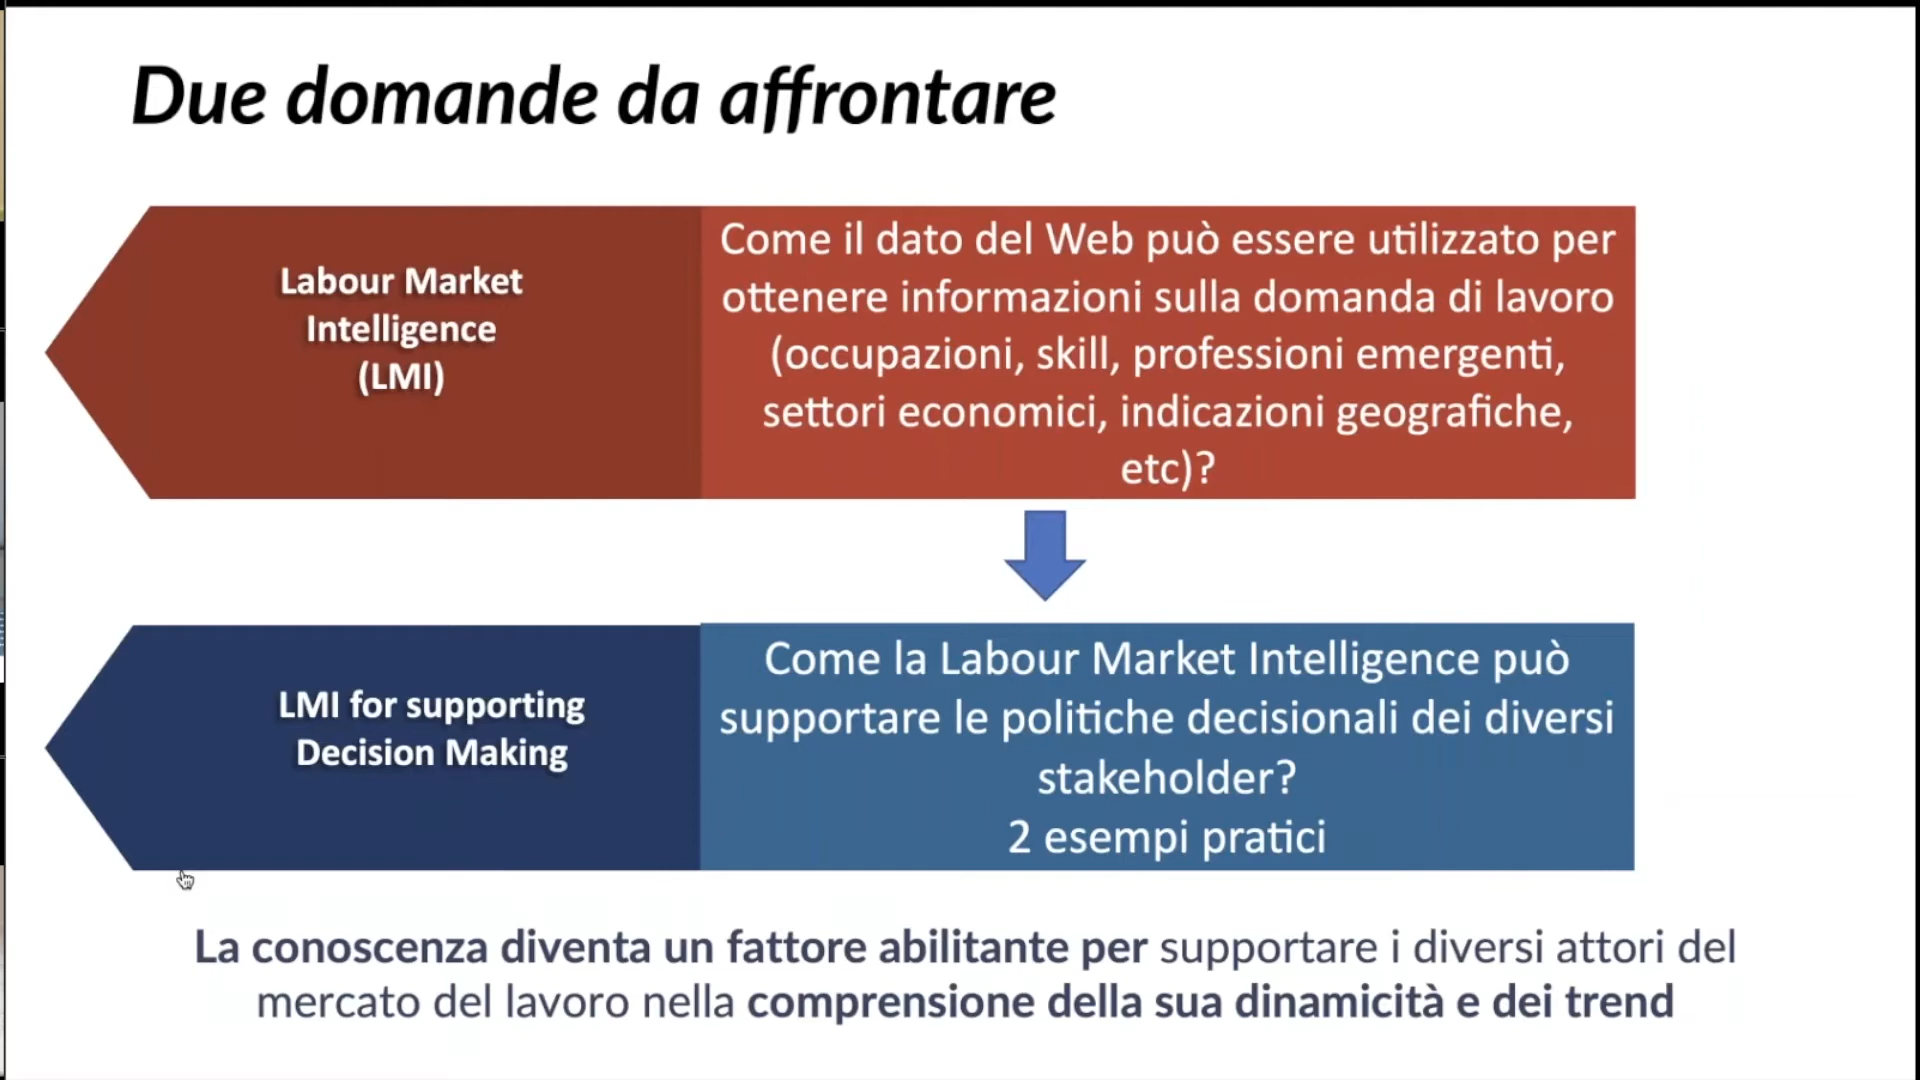 Due domande da affrontare
Labour Market
Intelligence
(LMI)
Come il dato del Web può essere utilizzato per
ottenere informazioni sulla domanda di lavoro
(occupazioni, skill, professioni emergenti,
settori economici, indicazioni geografiche,
etc)?
LMI for supporting
Decision Making
Come la Labour Market Intelligence può
supportare le politiche decisionali dei diversi
stakeholder?
2 esempi pratici
La conoscenza diventa un fattore abilitante per supportare i diversi attori del
mercato del lavoro nella comprensione della sua dinamicità e dei trend